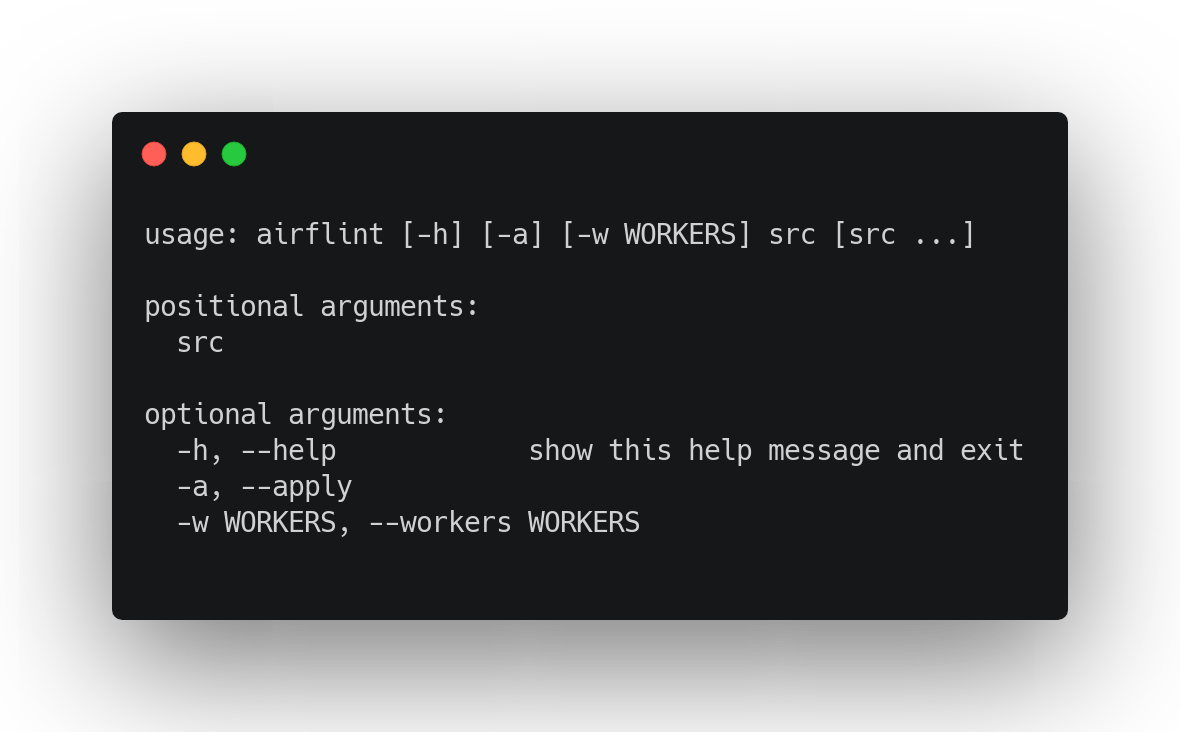 usage: airflint [-h] [-a] [-w WORKERS] src [src ...]

positional arguments:
  src

optional arguments:
  -h, --help            show this help message and exit
  -a, --apply
  -w WORKERS, --workers WORKERS